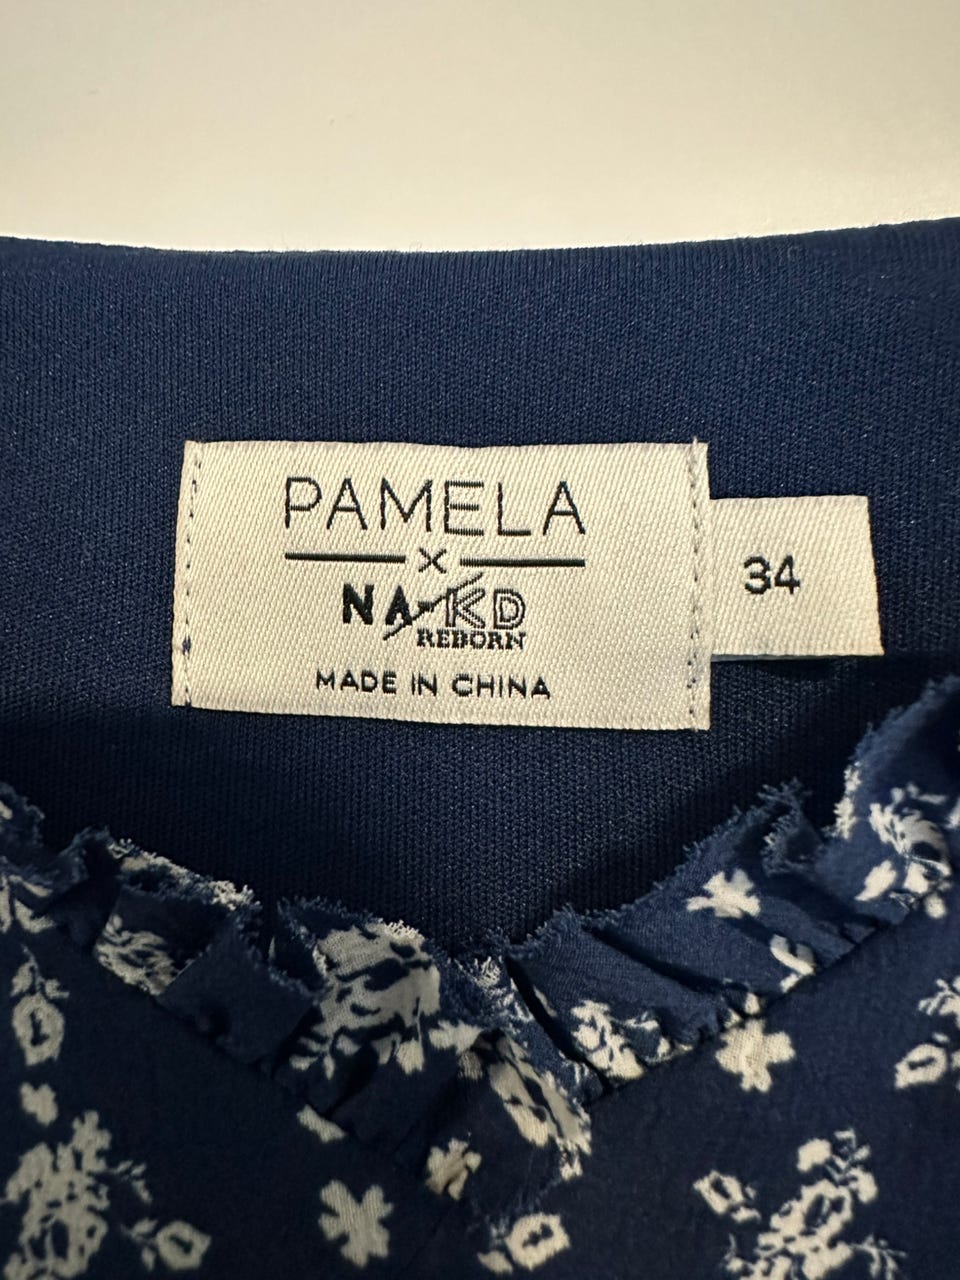 PAMELA
X
NA-KD
REBORN
MADE IN CHINA
34